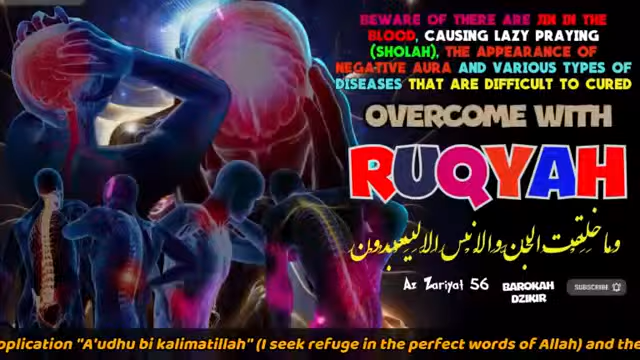 BEWARE OF THERE ARE JIN IN THE
BLOOD, CAUSING LAZY PRAYING
(SHOLAH), THE APPEARANCE OF
NEGATIVE AURA AND VARIOUS TYPES OF
DISEASES THAT ARE DIFFICULT TO CURED
OVERCOME WITH
RUQYAH
وما خلقت الجن والانس الا ليعبدون
Az Zariyat 56
BAROKAH
DZIKIR
SUBSCRIBE
oplication "A'udhu bi kalimatillah" (I seek refuge in the perfect words of Allah) and the